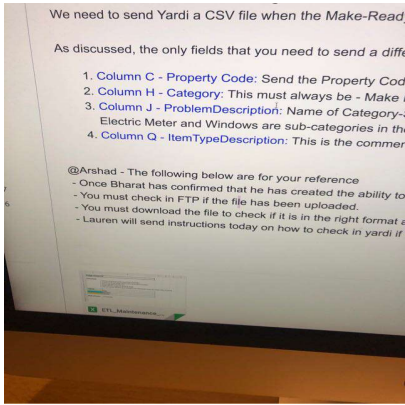 We need to send Yardi a CSV file when the Make-Read
As discussed, the only fields that you need to send a diffe
1. Column C - Property Code: Send the Property Cod
2. Column H - Category: This must always be - Make
3. Column J - ProblemDescription: Name of Category-
Electric Meter and Windows are sub-categories in the
4. Column Q - ItemTypeDescription: This is the commer
@Arshad - The following below are for your reference
- Once Bharat has confirmed that he has created the ability to
- You must check in FTP if the file has been uploaded.
- You must download the file to check if it is in the right format a
- Lauren will send instructions today on how to check in yardi if
6
ETL_Maintenance_